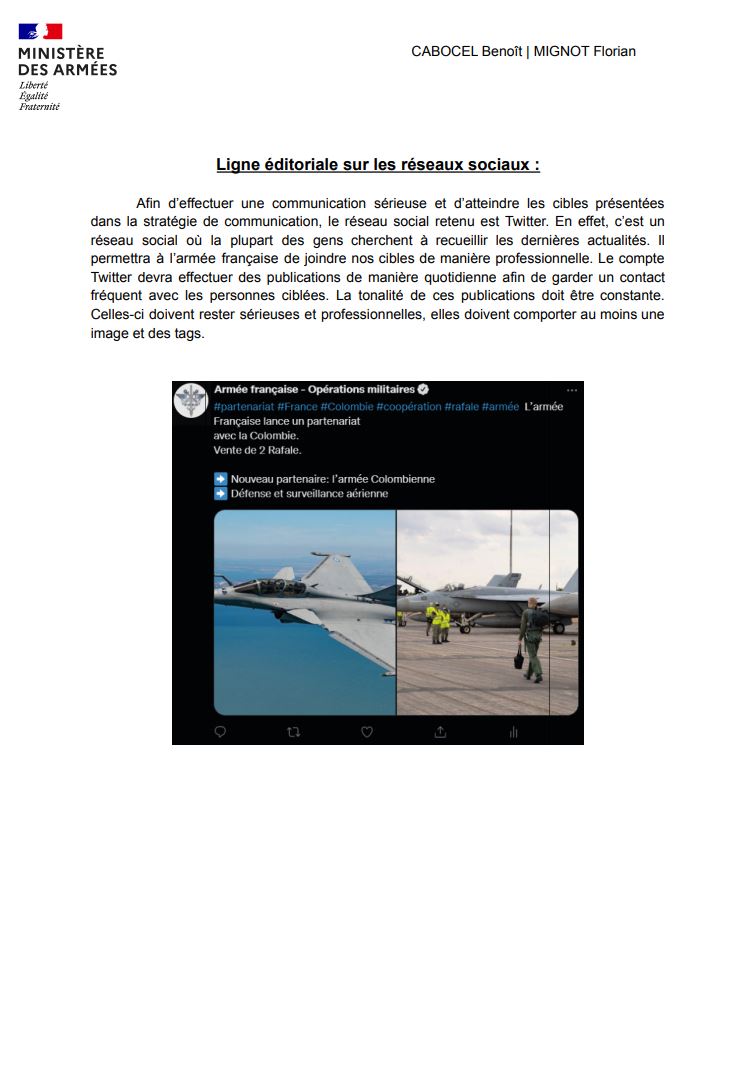 MINISTÈRE
DES ARMÉES
Liberté
Égalité
Fraternité
CABOCEL Benoît | MIGNOT Florian
Ligne éditoriale sur les réseaux sociaux :
Afin d’effectuer une communication sérieuse et d’atteindre les cibles présentées
dans la stratégie de communication, le réseau social retenu est Twitter. En effet, c’est un
réseau social où la plupart des gens cherchent à recueillir les dernières actualités. Il
permettra à l’armée française de joindre nos cibles de manière professionnelle. Le compte
Twitter devra effectuer des publications de manière quotidienne afin de garder un contact
fréquent avec les personnes ciblées. La tonalité de ces publications doit être constante.
Celles-ci doivent rester sérieuses et professionnelles, elles doivent comporter au moins une
image et des tags.
Armée française - Opérations militaires
#partenariat #France #Colombie #coopération #rafale #armée L’armée
Française lance un partenariat
avec la Colombie.
Vente de 2 Rafale.
Nouveau partenaire: l’armée Colombienne
Défense et surveillance aérienne